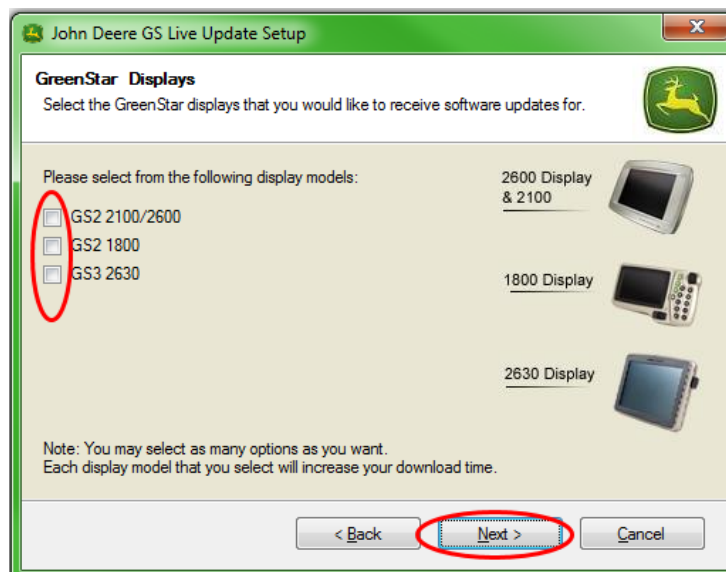 John Deere GS Live Update Setup
GreenStar Displays
Select the GreenStar displays that you would like to receive software updates for.
Please select from the following display models:
GS2 2100/2600
GS2 1800
GS3 2630
2600 Display
& 2100
1800 Display
2630 Display
Note: You may select as many options as you want.
Each display model that you select will increase your download time.
< Back
Next >
Cancel